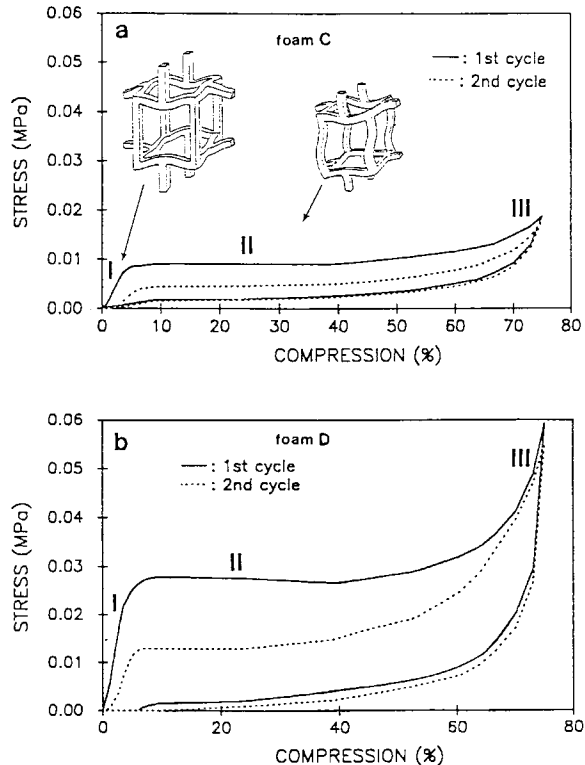 a
foam C
— : 1st cycle
····· : 2nd cycle
STRESS (MPa)
0.06
0.05
0.04
0.03
0.02
0.01
0.00
I
II
III
0 10 20 30 40 50 60 70 80
COMPRESSION (%)
b
foam D
— : 1st cycle
····· : 2nd cycle
STRESS (MPa)
0.06
0.05
0.04
0.03
0.02
0.01
0.00
I
II
III
0 20 40 60 80
COMPRESSION (%)